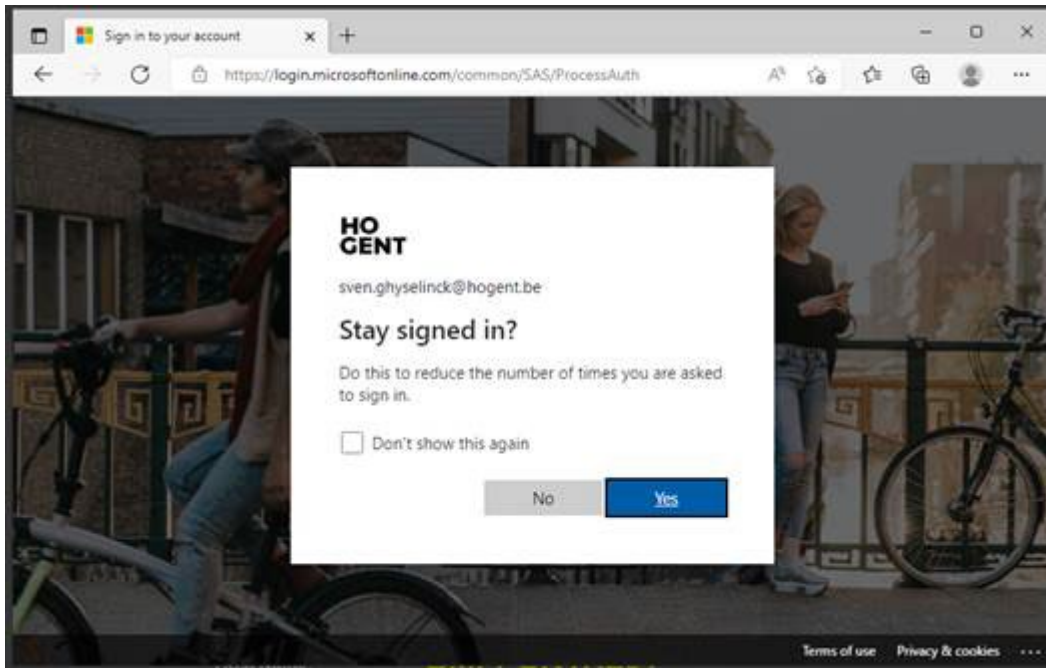 Sign in to your account
https://login.microsoftonline.com/common/SAS/ProcessAuth
HO
GENT
sven.ghyselinck@hogent.be
Stay signed in?
Do this to reduce the number of times you are asked
to sign in.
Don't show this again
No
Yes
Terms of use
Privacy & cookies